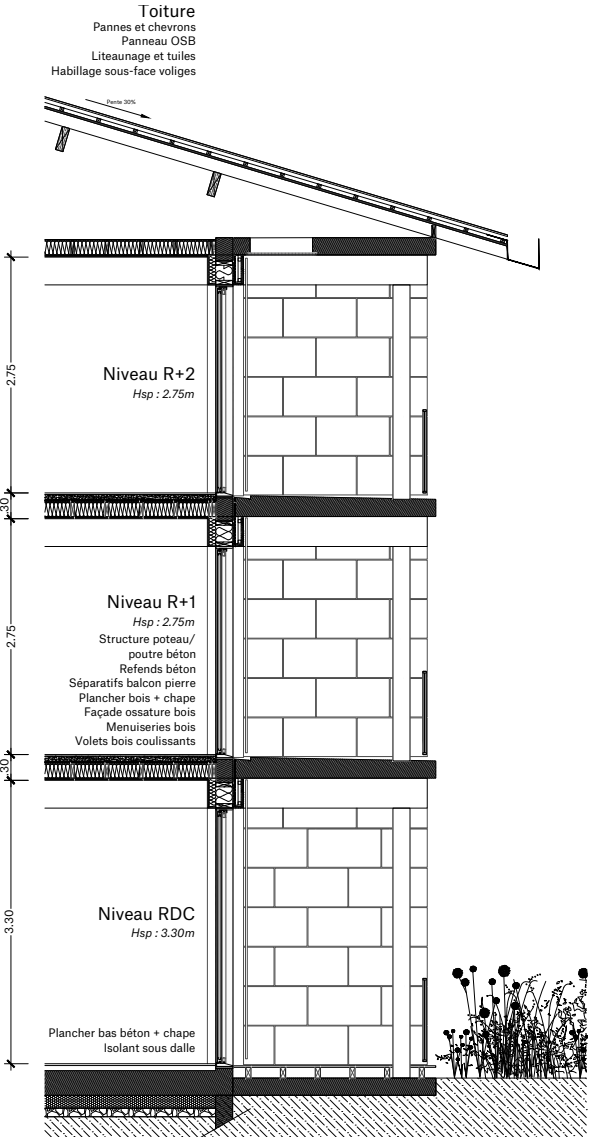 Toiture
Pannes et chevrons
Panneau OSB
Liteaunage et tuiles
Habillage sous-face voliges
Pente 30%
2.75
Niveau R+2
Hsp : 2.75m
30
2.75
Niveau R+1
Hsp : 2.75m
Structure poteau/
poutre béton
Refends béton
Séparatifs balcon pierre
Plancher bois + chape
Façade ossature bois
Menuiseries bois
Volets bois coulissants
30
3.30
Niveau RDC
Hsp : 3.30m
Plancher bas béton + chape
Isolant sous dalle